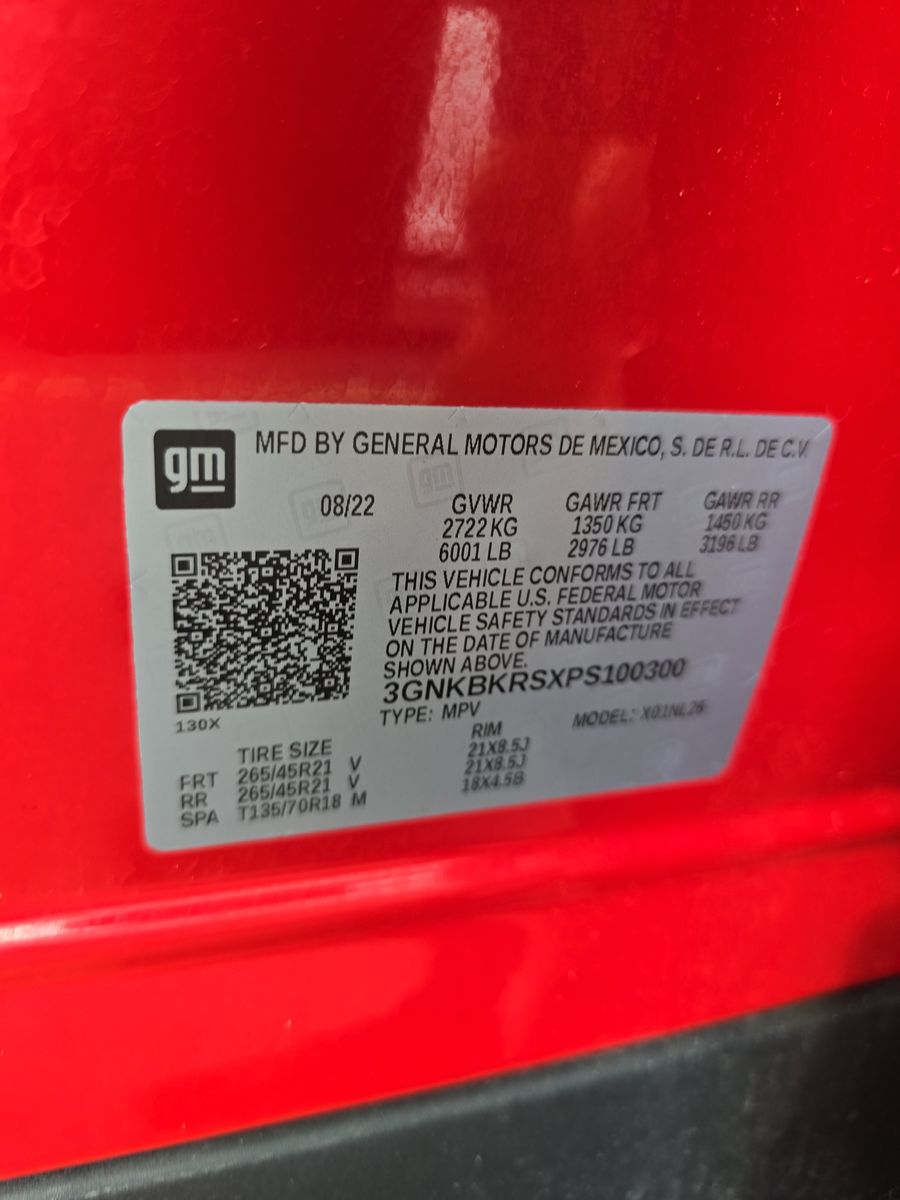 gm
MFD BY GENERAL MOTORS DE MEXICO, S. DE R.L. DE C.V.
08/22 GVWR GAWR FRT GAWR RR
2722 KG 1350 KG 1450 KG
6001 LB 2976 LB 3196 LB
THIS VEHICLE CONFORMS TO ALL
APPLICABLE U.S. FEDERAL MOTOR
VEHICLE SAFETY STANDARDS IN EFFECT
ON THE DATE OF MANUFACTURE
SHOWN ABOVE.
3GNKBKRSXPS100300
130X TYPE: MPV MODEL: X01NL26
TIRE SIZE RIM
FRT 265/45R21 V 21X8.5J
RR 265/45R21 V 21X8.5J
SPA T135/70R18 M 18X4.5B